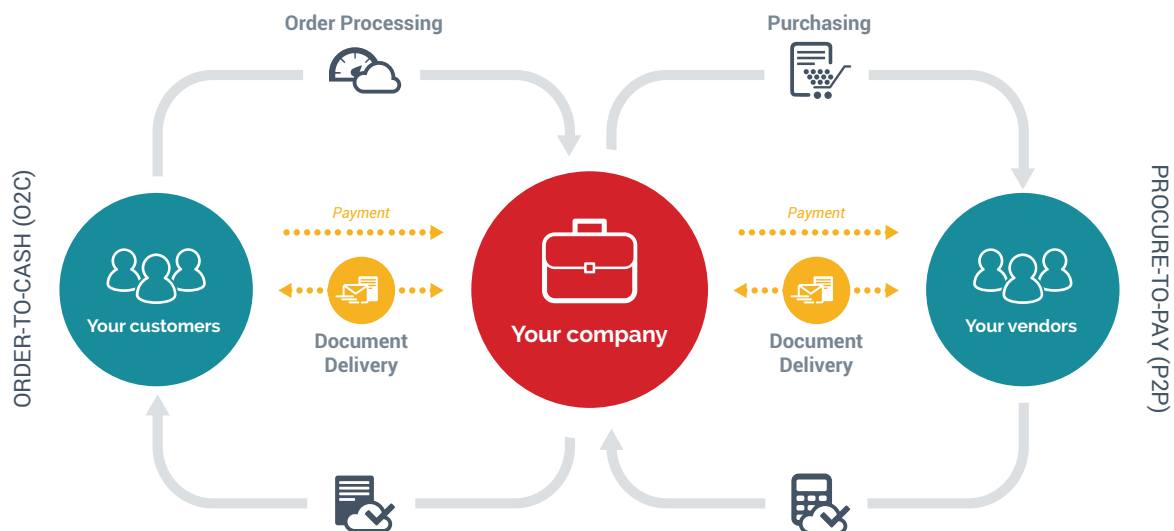 Order Processing
Purchasing
ORDER-TO-CASH (O2C)
Payment
Your customers
Document
Delivery
Your company
Payment
Document
Delivery
Your vendors
PROCURE-TO-PAY (P2P)